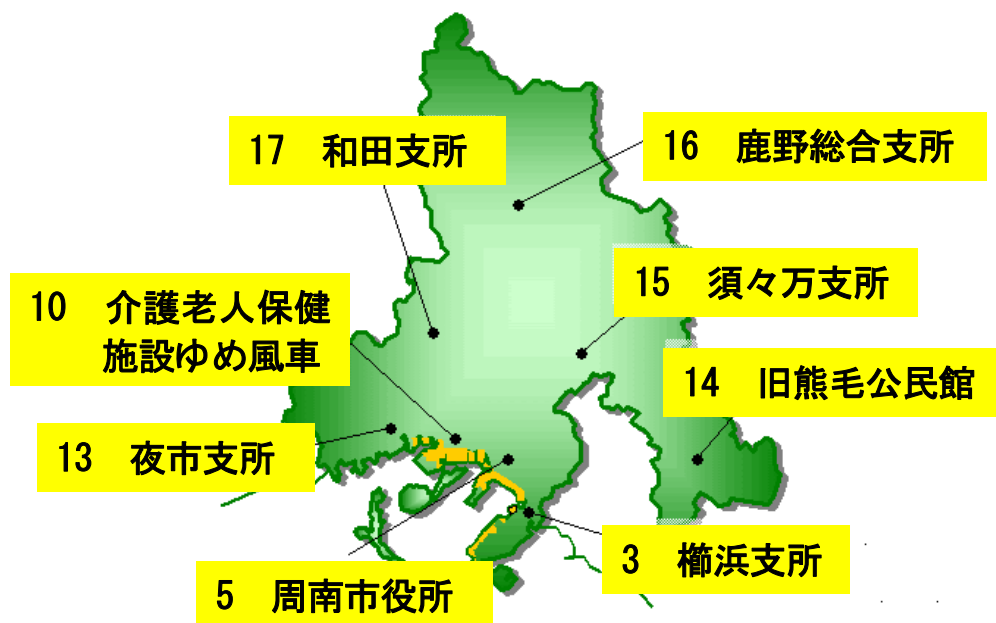 17 和田支所
16 鹿野総合支所
15 須々万支所
10 介護老人保健
施設ゆめ風車
14 旧熊毛公民館
13 夜市支所
3 櫛浜支所
5 周南市役所